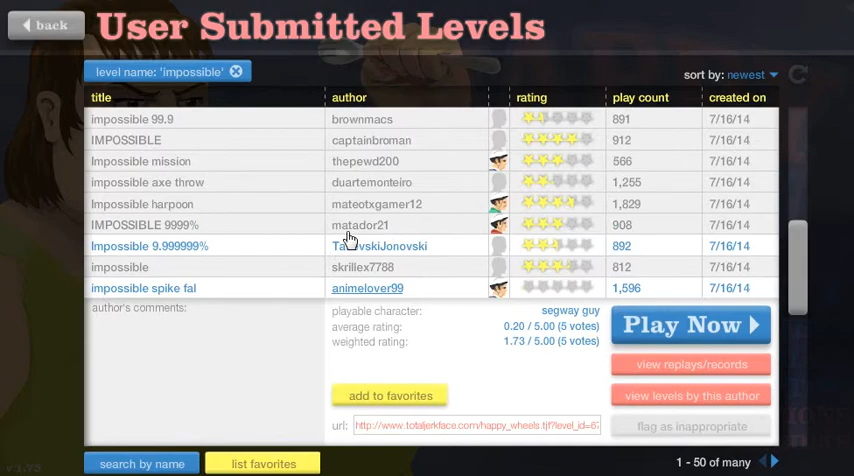 back
User Submitted Levels
level name: 'impossible'
sort by: newest
title author rating play count created on
impossible 99.9 brownmacs 891 7/16/14
IMPOSSIBLE captainbroman 912 7/16/14
Impossible mission thepewd200 566 7/16/14
impossible axe throw duartemonteiro 1,255 7/16/14
Impossible harpoon mateotxgamer12 1,829 7/16/14
IMPOSSIBLE 9999% matador21 908 7/16/14
Impossible 9.999999% 892 7/16/14
impossible skrillex7788 812 7/16/14
impossible spike fal animelover99 1,596 7/16/14
author's comments:
playable character: segway guy
average rating: 0.20 / 5.00 (5 votes)
weighted rating: 1.73 / 5.00 (5 votes)
Play Now
view replays/records
add to favorites
view levels by this author
url: http://www.totaljerkface.com/happy_wheels.tjf?level_id=6
flag as inappropriate
search by name
list favorites
1 - 50 of many
v 1.75